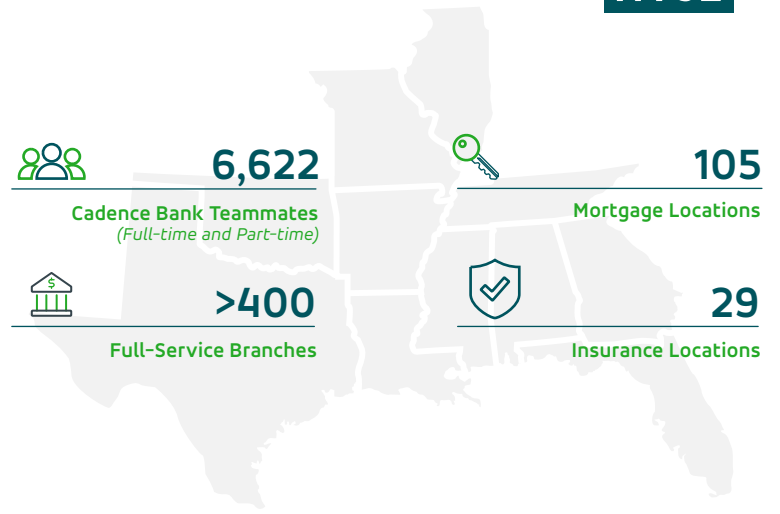 6,622
Cadence Bank Teammates
(Full-time and Part-time)
105
Mortgage Locations
>400
Full-Service Branches
29
Insurance Locations
$